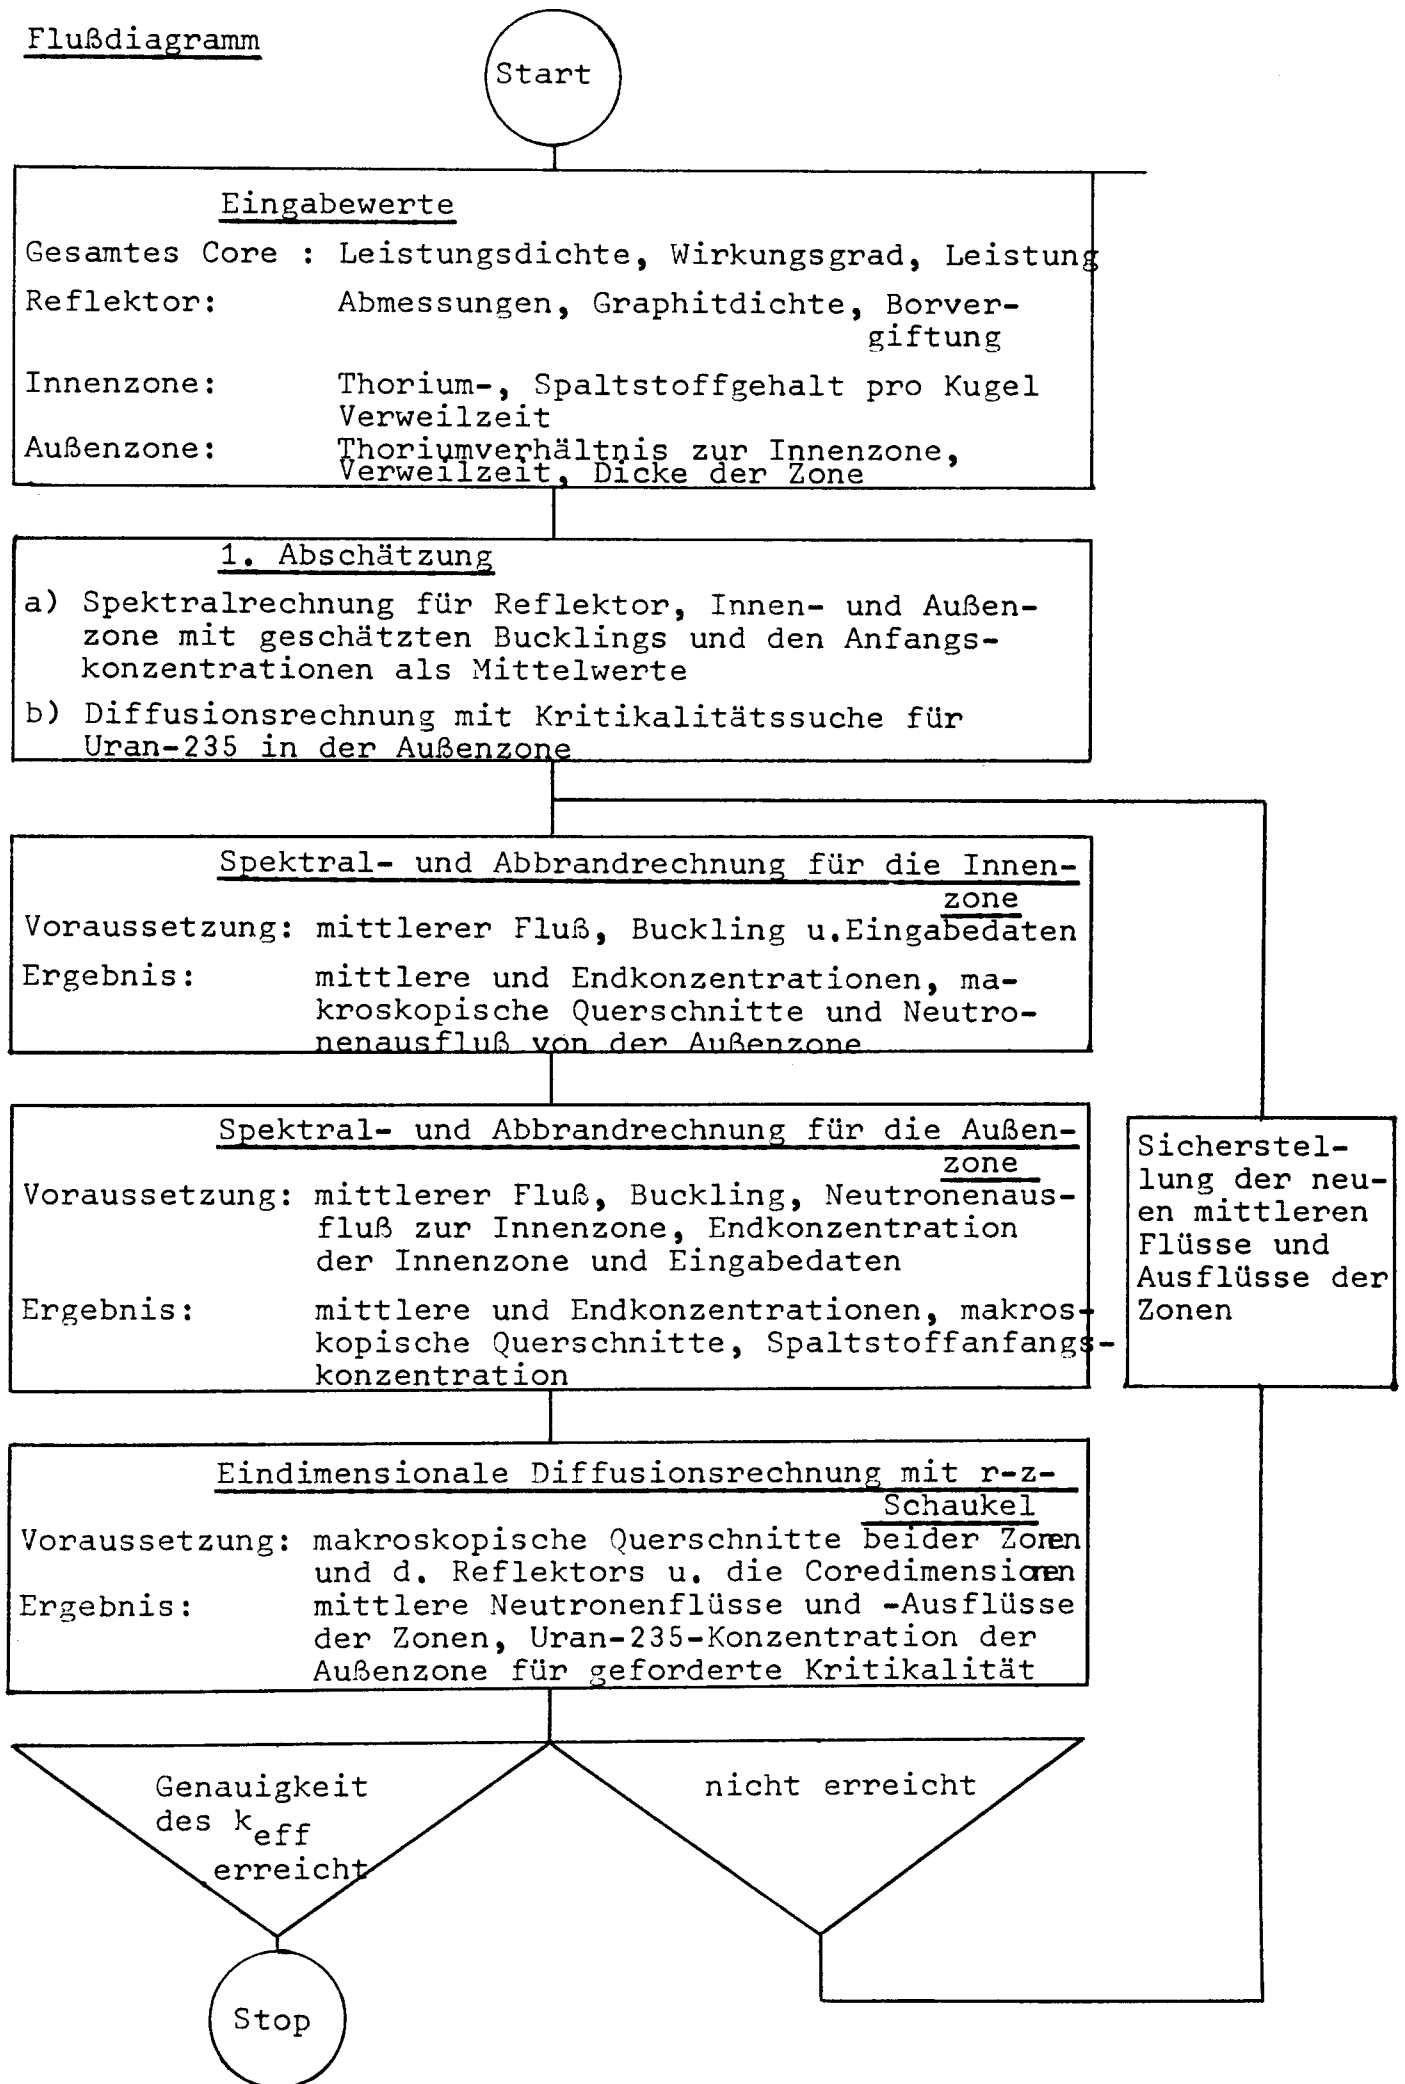 Flußdiagramm
Start
Eingabewerte
Gesamtes Core : Leistungsdichte, Wirkungsgrad, Leistung
Reflektor: Abmessungen, Graphitdichte, Borver-
giftung
Innenzone: Thorium-, Spaltstoffgehalt pro Kugel
Verweilzeit
Außenzone: Thoriumverhältnis zur Innenzone,
Verweilzeit, Dicke der Zone
1. Abschätzung
a) Spektralrechnung für Reflektor, Innen- und Außen-
zone mit geschätzten Bucklings und den Anfangs-
konzentrationen als Mittelwerte
b) Diffusionsrechnung mit Kritikalitätssuche für
Uran-235 in der Außenzone
Spektral- und Abbrandrechnung für die Innen-
zone
Voraussetzung: mittlerer Fluß, Buckling u.Eingabedaten
Ergebnis: mittlere und Endkonzentrationen, ma-
kroskopische Querschnitte und Neutro-
nenausfluß von der Außenzone
Spektral- und Abbrandrechnung für die Außen-
zone
Voraussetzung: mittlerer Fluß, Buckling, Neutronenaus-
fluß zur Innenzone, Endkonzentration
der Innenzone und Eingabedaten
Ergebnis: mittlere und Endkonzentrationen, makros-
kopische Querschnitte, Spaltstoffanfangs-
konzentration
Sicherstel-
lung der neu-
en mittleren
Flüsse und
Ausflüsse der
Zonen
Eindimensionale Diffusionsrechnung mit r-z-
Schaukel
Voraussetzung: makroskopische Querschnitte beider Zonen
und d. Reflektors u. die Coredimensionen
Ergebnis: mittlere Neutronenflüsse und -Ausflüsse
der Zonen, Uran-235-Konzentration der
Außenzone für geforderte Kritikalität
Genauigkeit
des keff
erreicht
nicht erreicht
Stop